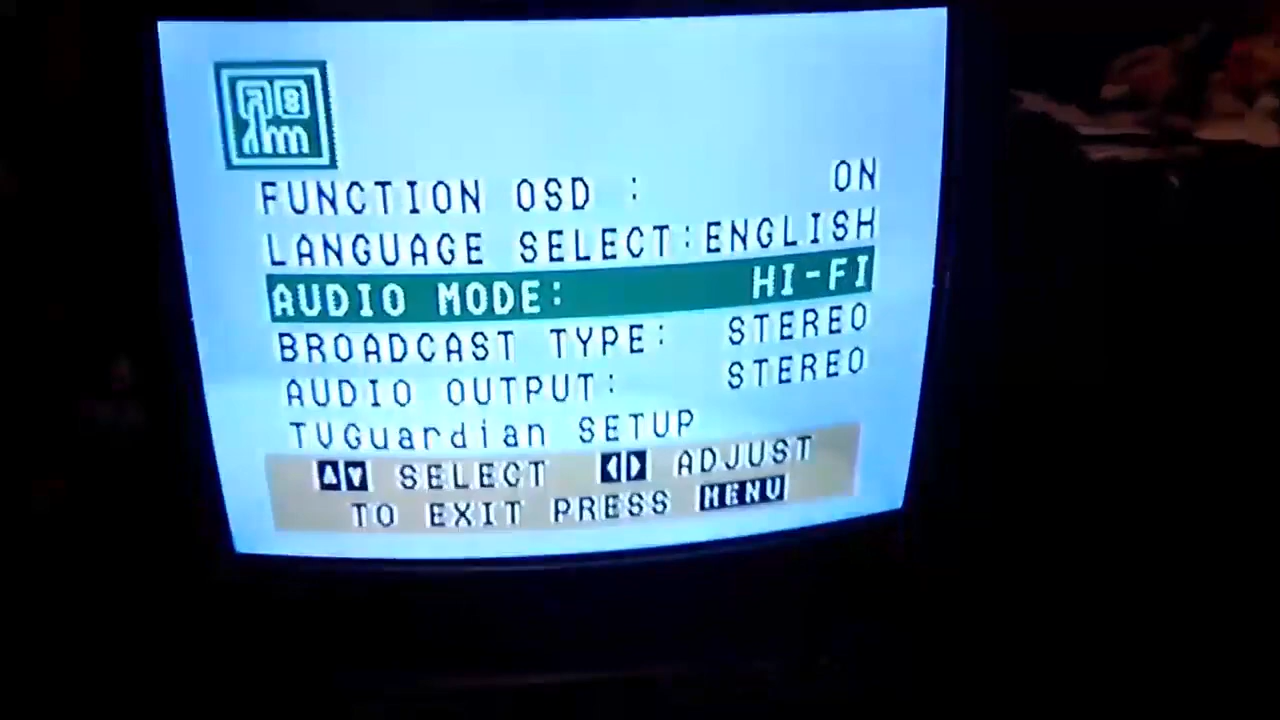 FUNCTION OSD : ON
LANGUAGE SELECT:ENGLISH
AUDIO MODE: HI-FI
BROADCAST TYPE: STEREO
AUDIO OUTPUT: STEREO
TVGuardian SETUP
▲▼ SELECT ◀▶ ADJUST
TO EXIT PRESS MENU